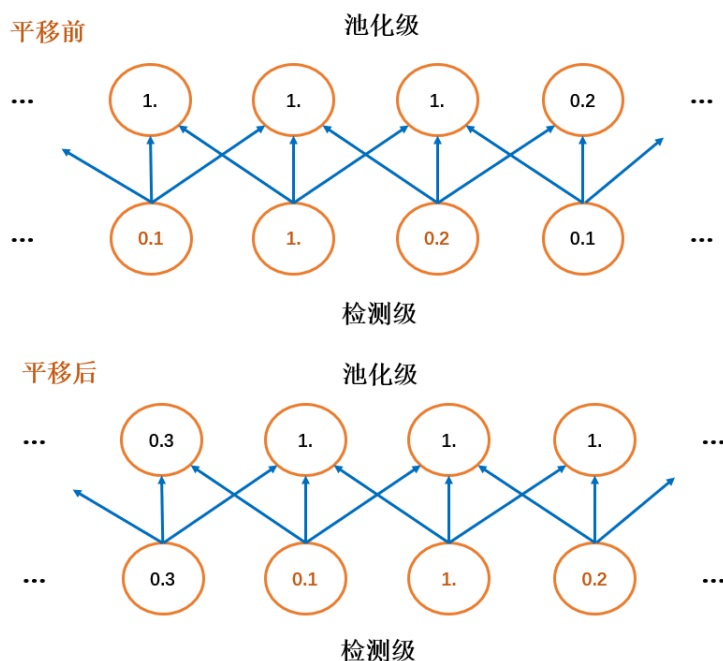 平移前 池化级
... 1. 1. 1. 0.2 ...
... 0.1 1. 0.2 0.1 ...
检测级
平移后 池化级
... 0.3 1. 1. 1. ...
... 0.3 0.1 1. 0.2 ...
检测级